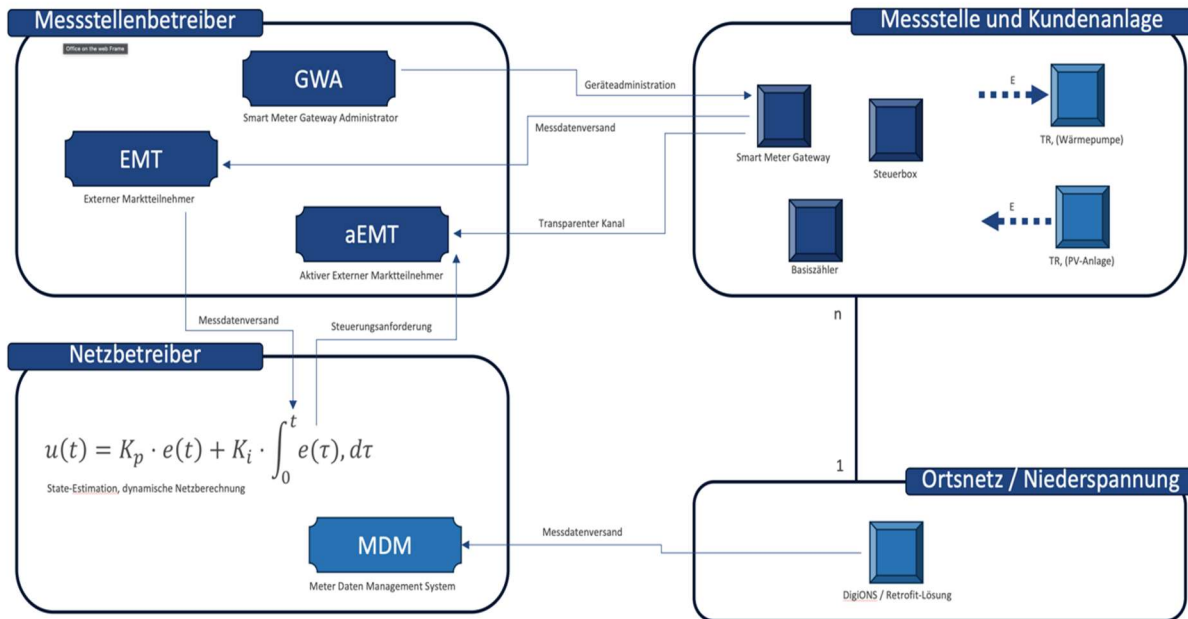 Messstellenbetreiber
Office on the web Frame
GWA
Smart Meter Gateway Administrator
EMT
Externer Marktteilnehmer
aEMT
Aktiver Externer Marktteilnehmer
Geräteadministration
Messdatenversand
Transparenter Kanal
Messstelle und Kundenanlage
Smart Meter Gateway
Steuerbox
Basiszähler
E
TR, (Wärmepumpe)
E
TR, (PV-Anlage)
Messdatenversand
Steuerungsanforderung
n
1
Netzbetreiber
u(t) = K_p · e(t) + K_i · ∫_0^t e(τ), dτ
State-Estimation, dynamische Netzberechnung
MDM
Meter Daten Management System
Messdatenversand
Ortsnetz / Niederspannung
DigiONS / Retrofit-Lösung